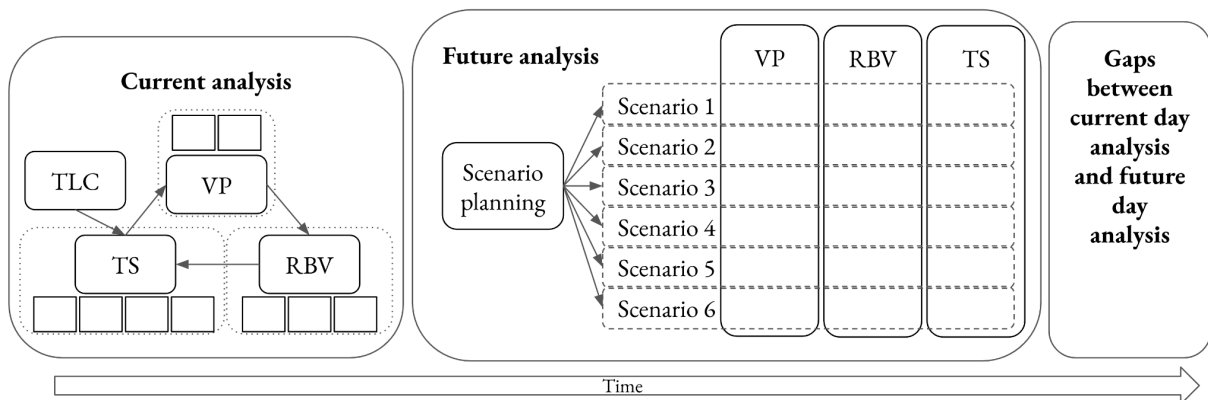 Current analysis
TLC
VP
TS
RBV
Future analysis
VP
RBV
TS
Scenario
planning
Scenario 1
Scenario 2
Scenario 3
Scenario 4
Scenario 5
Scenario 6
Gaps
between
current day
analysis
and future
day
analysis
Time